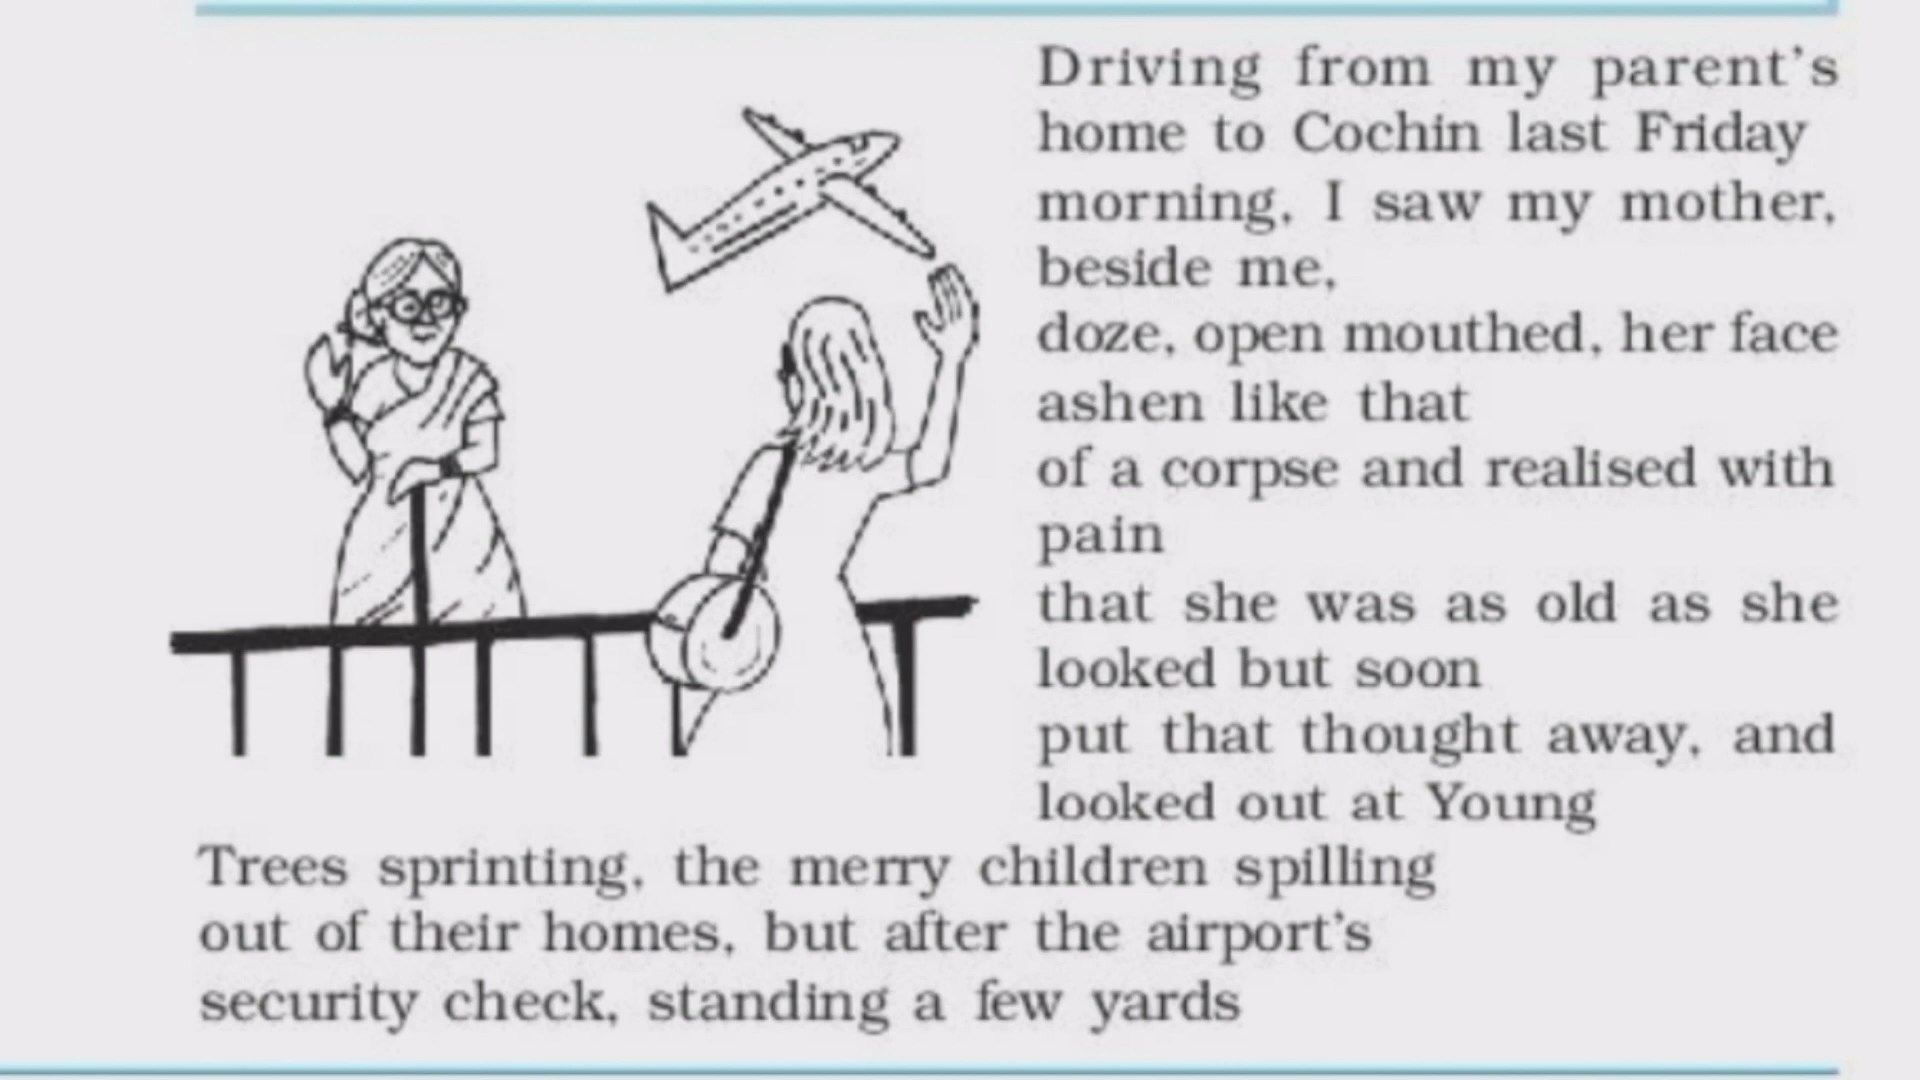 Driving from my parent's
home to Cochin last Friday
morning, I saw my mother,
beside me,
doze, open mouthed, her face
ashen like that
of a corpse and realised with
pain
that she was as old as she
looked but soon
put that thought away, and
looked out at Young
Trees sprinting, the merry children spilling
out of their homes, but after the airport's
security check, standing a few yards